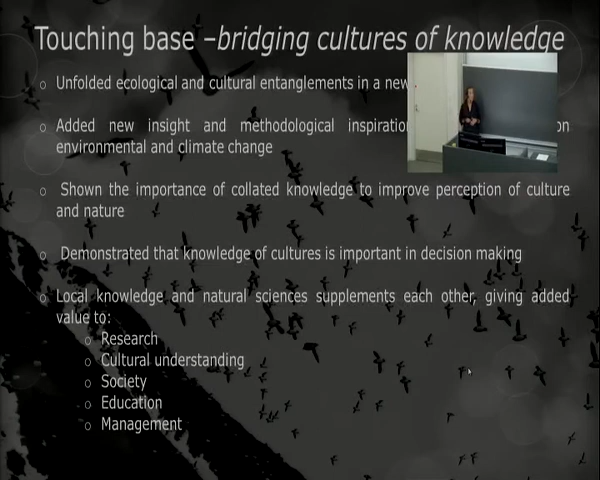 Touching base –bridging cultures of knowledge
o Unfolded ecological and cultural entanglements in a new
o Added new insight and methodological on
environmental and climate change
o Shown the importance of collated knowledge to improve perception of culture
and nature
o Demonstrated that knowledge of cultures is important in decision making
o Local knowledge and natural sciences supplements each other, giving added
value to:
o Research
o Cultural understanding
o Society
o Education
o Management